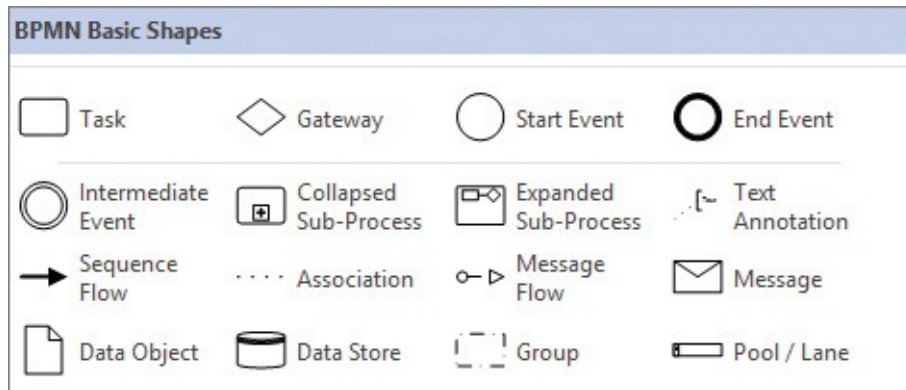 BPMN Basic Shapes
Task
Gateway
Start Event
End Event
Intermediate
Event
Collapsed
Sub-Process
Expanded
Sub-Process
Text
Annotation
Sequence
Flow
Association
Message
Flow
Message
Data Object
Data Store
Group
Pool / Lane